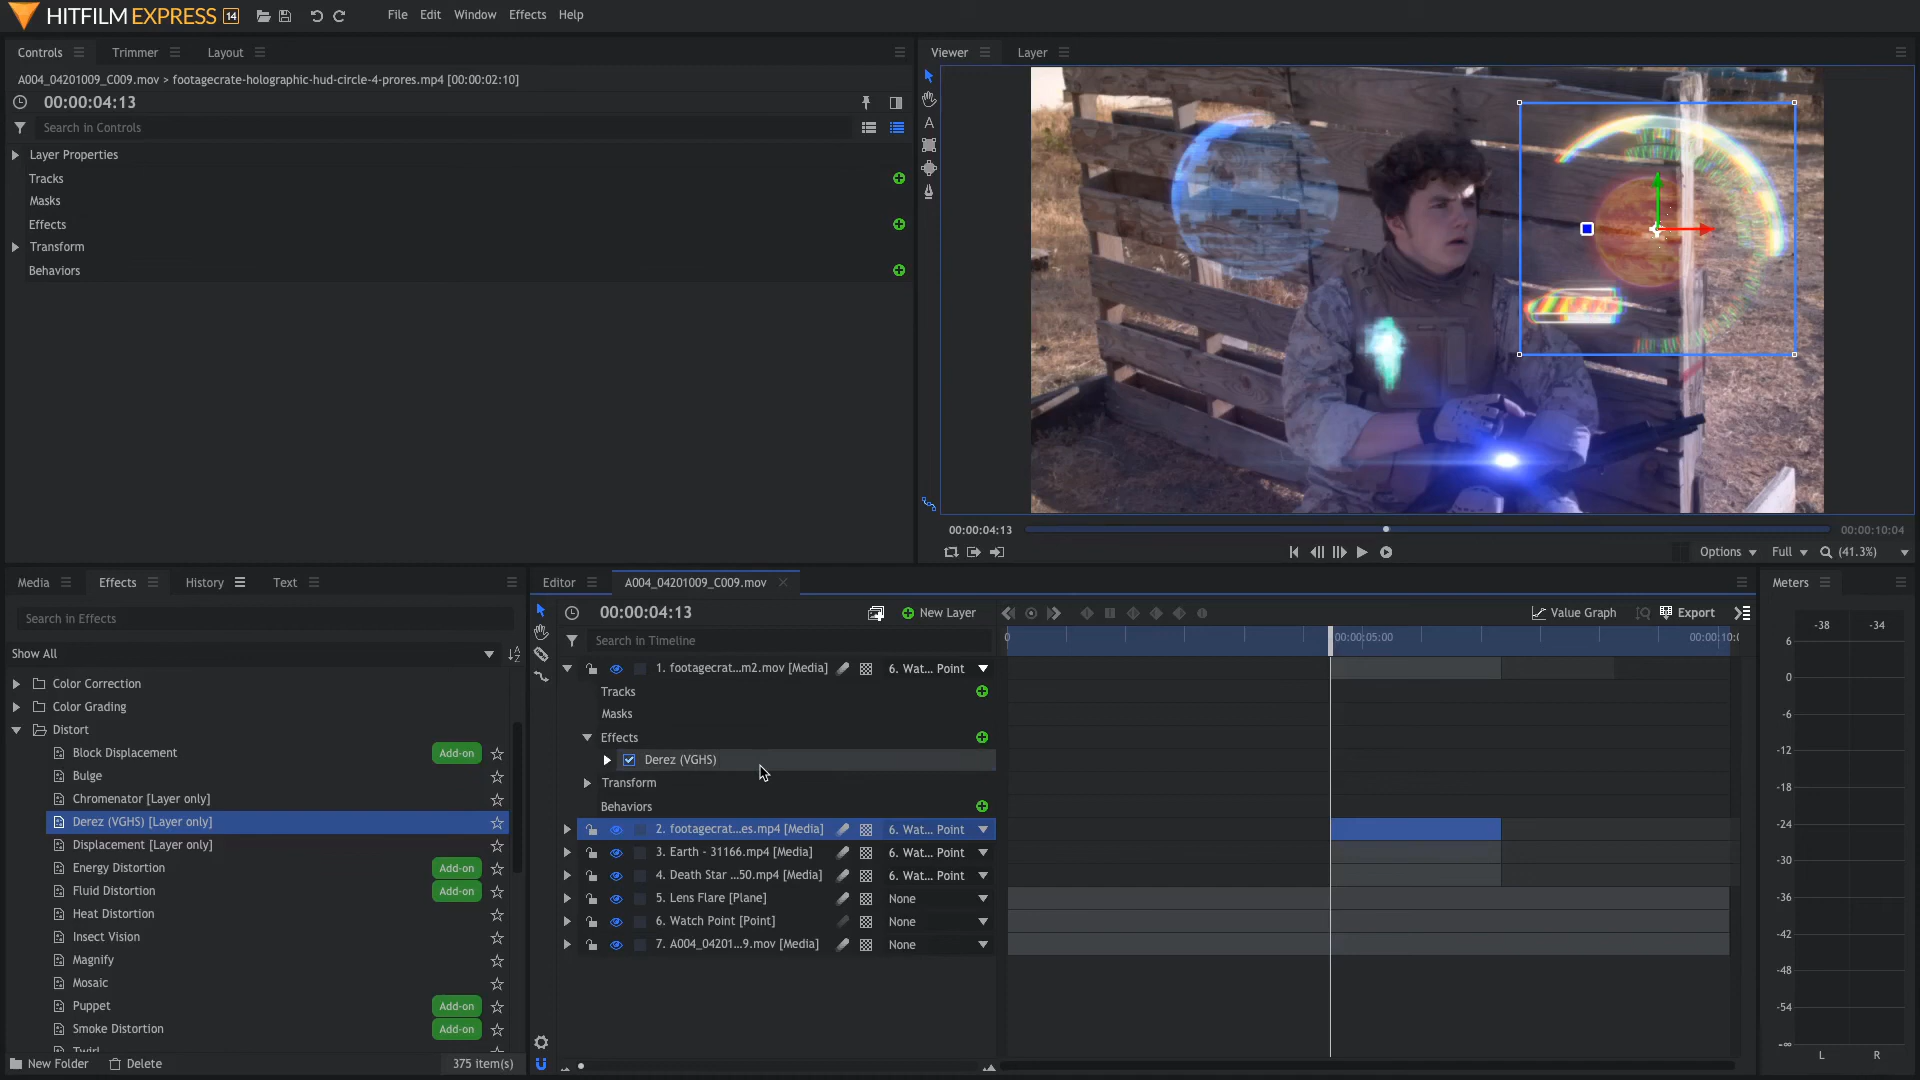 HITFILM EXPRESS 14
File Edit Window Effects Help
Controls Trimmer Layout
A004_04201009_C009.mov > footagecrate-holographic-hud-circle-4-prores.mp4 [00:00:02:10]
00:00:04:13
Search in Controls
Layer Properties
Tracks
Masks
Effects
Transform
Behaviors
Viewer Layer
A
00:00:04:13
00:00:10:04
Options Full (41.3%)
Media Effects History Text
Search in Effects
Show All
Color Correction
Color Grading
Distort
Block Displacement Add-on
Bulge
Chromenator [Layer only]
Derez (VGHS) [Layer only]
Displacement [Layer only]
Energy Distortion Add-on
Fluid Distortion Add-on
Heat Distortion
Insect Vision
Magnify
Mosaic
Puppet Add-on
Smoke Distortion Add-on
Twirl
New Folder Delete 375 item(s)
Editor A004_04201009_C009.mov
00:00:04:13 New Layer
Value Graph Export
Search in Timeline
0 00:00:05:00 00:00:10:0
1. footagecrat...m2.mov [Media] 6. Wat... Point
Tracks
Masks
Effects
Derez (VGHS)
Transform
Behaviors
2. footagecrat...es.mp4 [Media] 6. Wat... Point
3. Earth - 31166.mp4 [Media] 6. Wat... Point
4. Death Star ...50.mp4 [Media] 6. Wat... Point
5. Lens Flare [Plane] None
6. Watch Point [Point] None
7. A004_04201...9.mov [Media] None
Meters
-38 -34
6
0
-6
-12
-18
-24
-30
-36
-42
-48
-54
-∞
L R